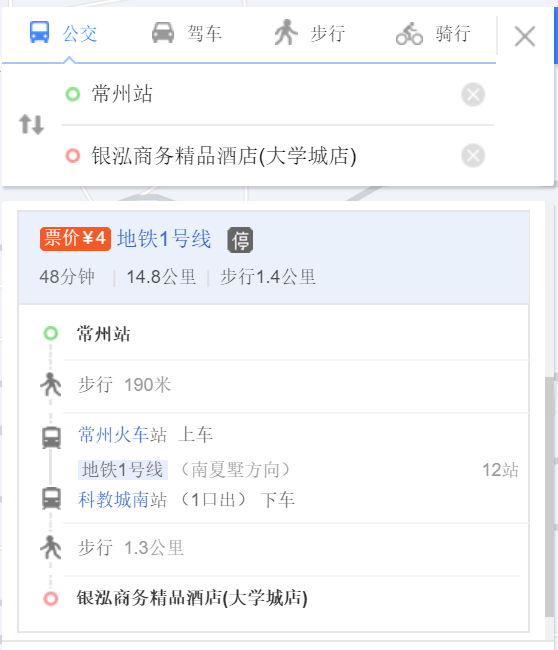 公交 驾车 步行 骑行
常州站
银泓商务精品酒店(大学城店)
票价¥4 地铁1号线 停
48分钟 | 14.8公里 | 步行1.4公里
常州站
步行 190米
常州火车站 上车
地铁1号线 （南夏墅方向） 12站
科教城南站 （1口出） 下车
步行 1.3公里
银泓商务精品酒店(大学城店)